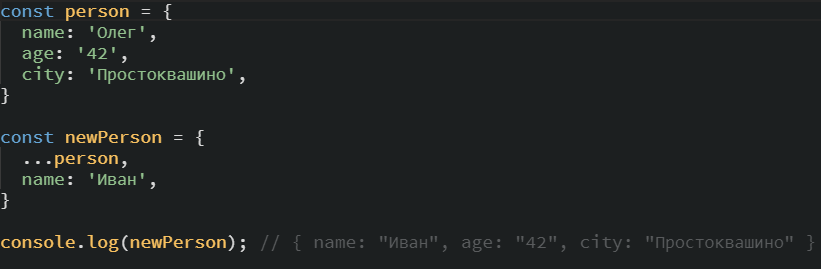 const person = {
  name: 'Олег',
  age: '42',
  city: 'Простоквашино',
}
const newPerson = {
  ...person,
  name: 'Иван',
}
console.log(newPerson); // { name: "Иван", age: "42", city: "Простоквашино" }